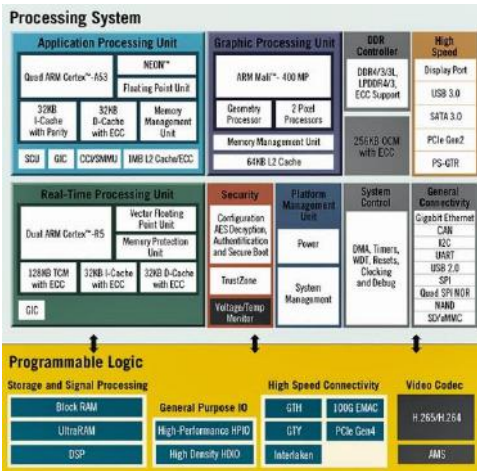 Processing System
Application Processing Unit
Quad ARM Cortex™-A53
NEON™
Floating Point Unit
32KB
I-Cache
with Parity
32KB
D-Cache
with ECC
Memory
Management
Unit
SCU
GIC
CCI/SMMU
1MB L2 Cache/ECC
Graphic Processing Unit
ARM Mali™-400 MP
Geometry
Processor
2 Pixel
Processors
Memory Management Unit
64KB L2 Cache
DDR
Controller
DDR4/3/3L,
LPDDR4/3,
ECC Support
256KB OCM
with ECC
High
Speed
Display Port
USB 3.0
SATA 3.0
PCIe Gen2
PS-GTR
Real-Time Processing Unit
Dual ARM Cortex™-R5
Vector Floating
Point Unit
Memory Protection
Unit
128KB TCM
with ECC
32KB I-Cache
with ECC
32KB D-Cache
with ECC
GIC
Security
Configuration
AES Decryption,
Authentification
and Secure Boot
TrustZone
Voltage/Temp
Monitor
Platform
Management
Unit
Power
System
Management
System
Control
DMA, Timers,
WDT, Resets,
Clocking
and Debug
General
Connectivity
Gigabit Ethernet
CAN
I2C
UART
USB 2.0
SPI
Quad SPI NOR
NAND
SD/eMMC
Programmable Logic
Storage and Signal Processing
Block RAM
UltraRAM
DSP
General Purpose IO
High-Performance HPIO
High Density HDIO
High Speed Connectivity
GTH
100G EMAC
GTY
PCIe Gen4
Interlaken
Video Codec
H.265/H.264
AMS